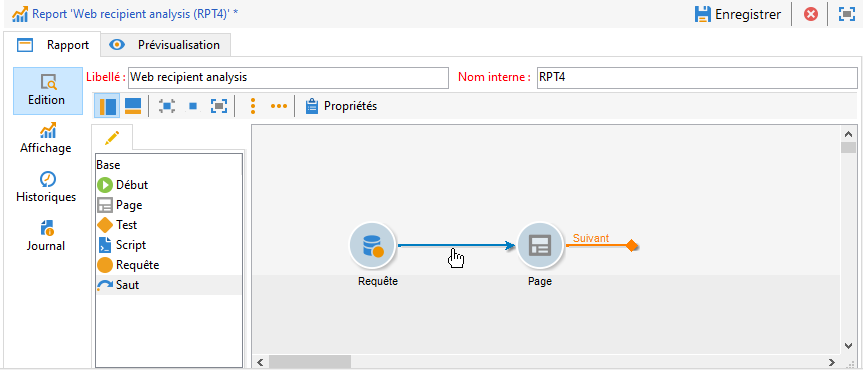 Report 'Web recipient analysis (RPT4)' *
Enregistrer
Rapport
Prévisualisation
Edition
Affichage
Historiques
Journal
Libellé : Web recipient analysis
Nom interne : RPT4
Propriétés
Base
Début
Page
Test
Script
Requête
Saut
Suivant
Requête
Page